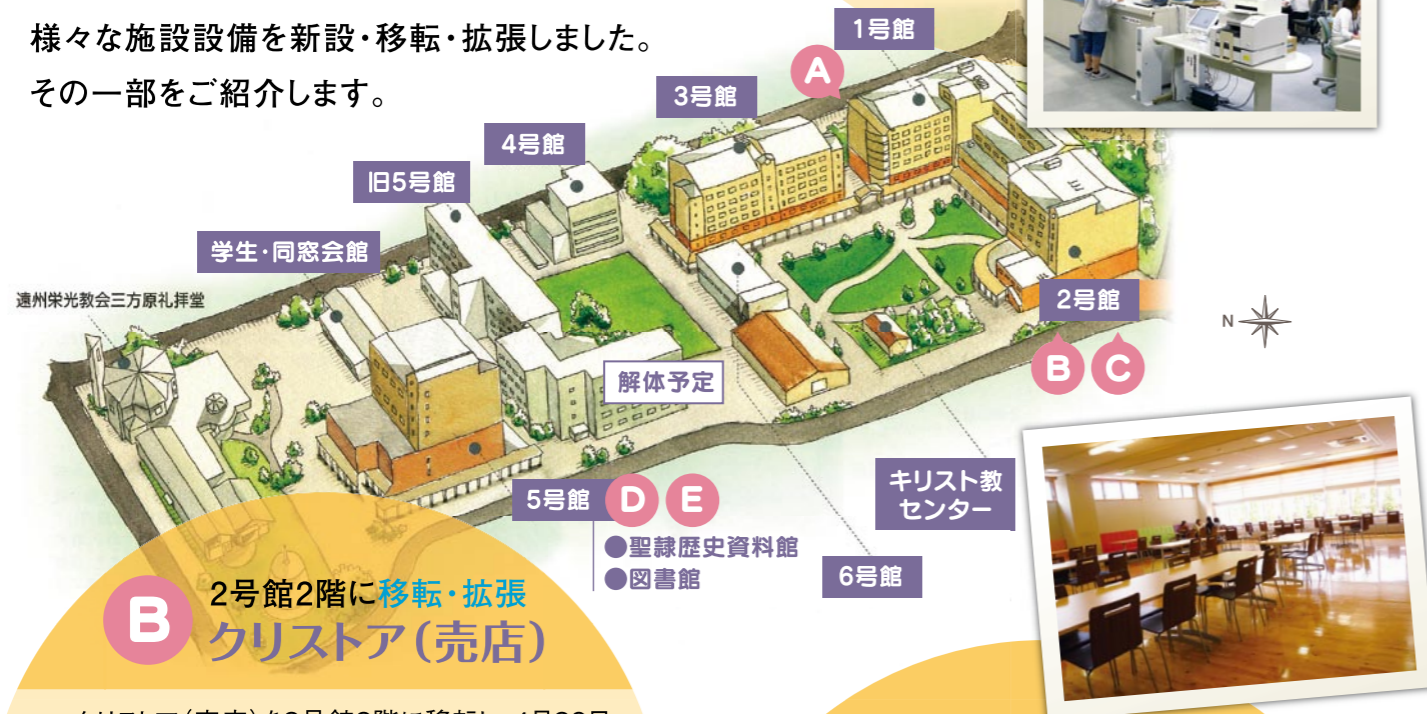 様々な施設設備を新設・移転・拡張しました。
その一部をご紹介します。
1号館
A
3号館
4号館
旧5号館
学生・同窓会館
遠州栄光教会三方原礼拝堂
2号館
B C
N
解体予定
キリスト教
センター
5号館 D E
●聖隷歴史資料館
●図書館
6号館
B
2号館2階に移転・拡張
クリストア(売店)